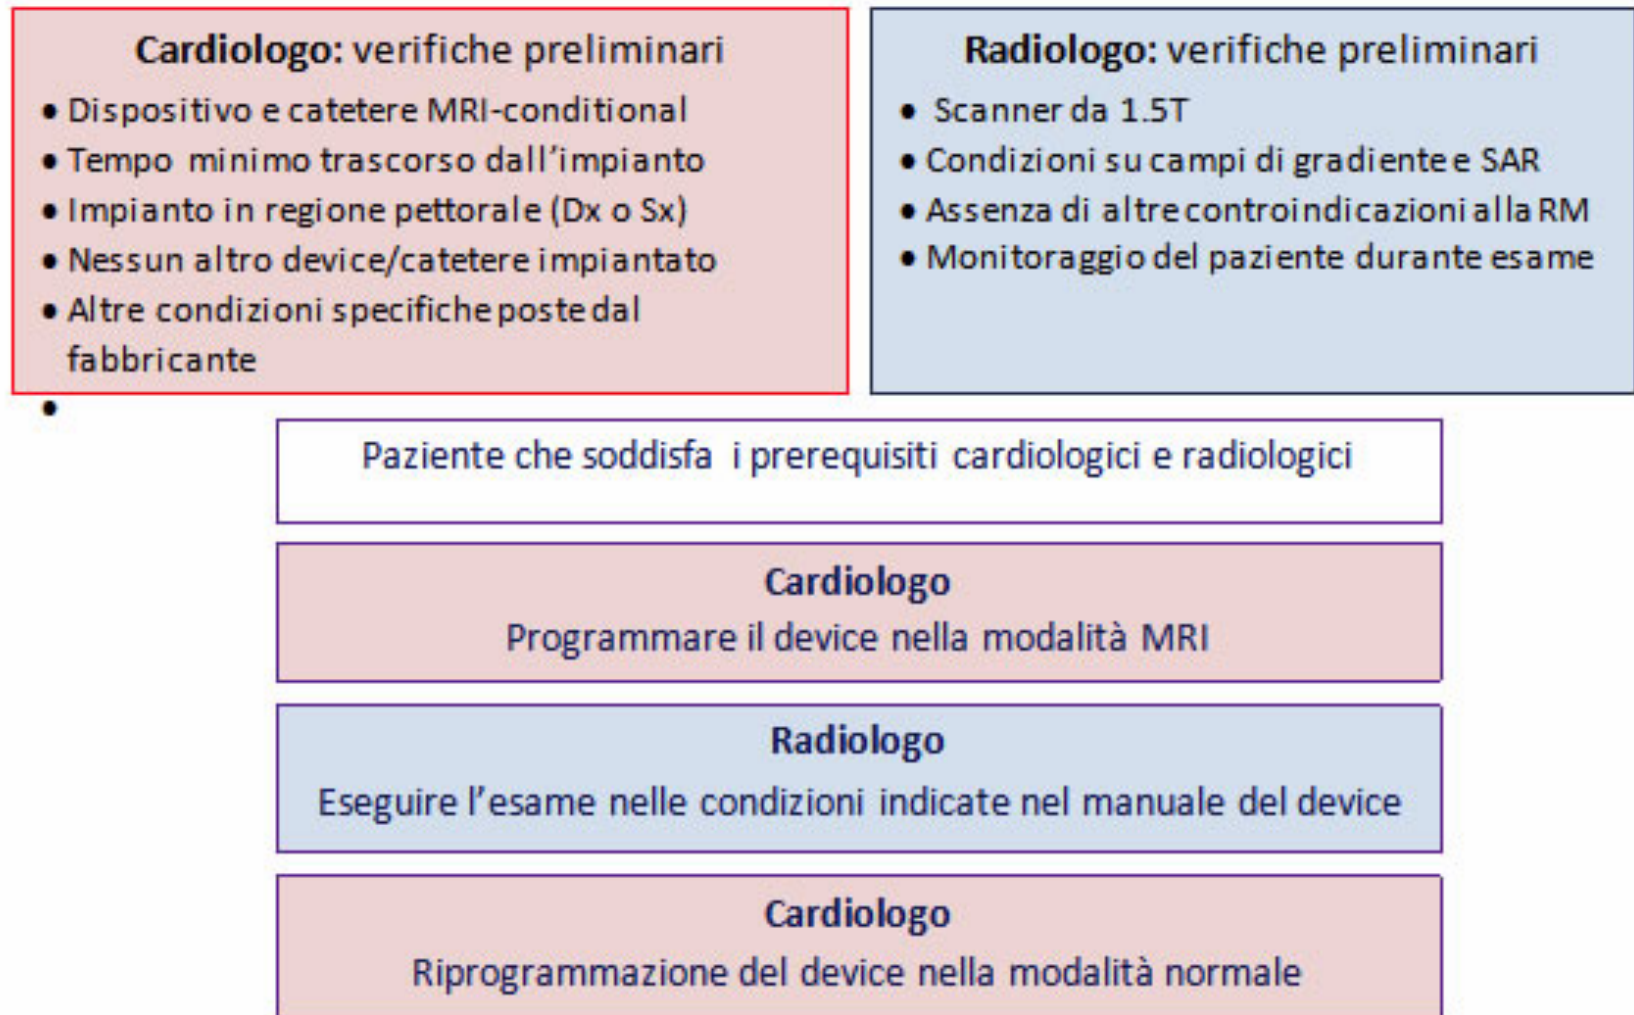 Cardiologo: verifiche preliminari
• Dispositivo e catetere MRI-conditional
• Tempo minimo trascorso dall'impianto
• Impianto in regione pettorale (Dx o Sx)
• Nessun altro device/catetere impiantato
• Altre condizioni specifiche poste dal
fabbricante
•
Radiologo: verifiche preliminari
• Scanner da 1.5T
• Condizioni su campi di gradiente e SAR
• Assenza di altre controindicazioni alla RM
• Monitoraggio del paziente durante esame
Paziente che soddisfa i prerequisiti cardiologici e radiologici
Cardiologo
Programmare il device nella modalità MRI
Radiologo
Eseguire l'esame nelle condizioni indicate nel manuale del device
Cardiologo
Riprogrammazione del device nella modalità normale